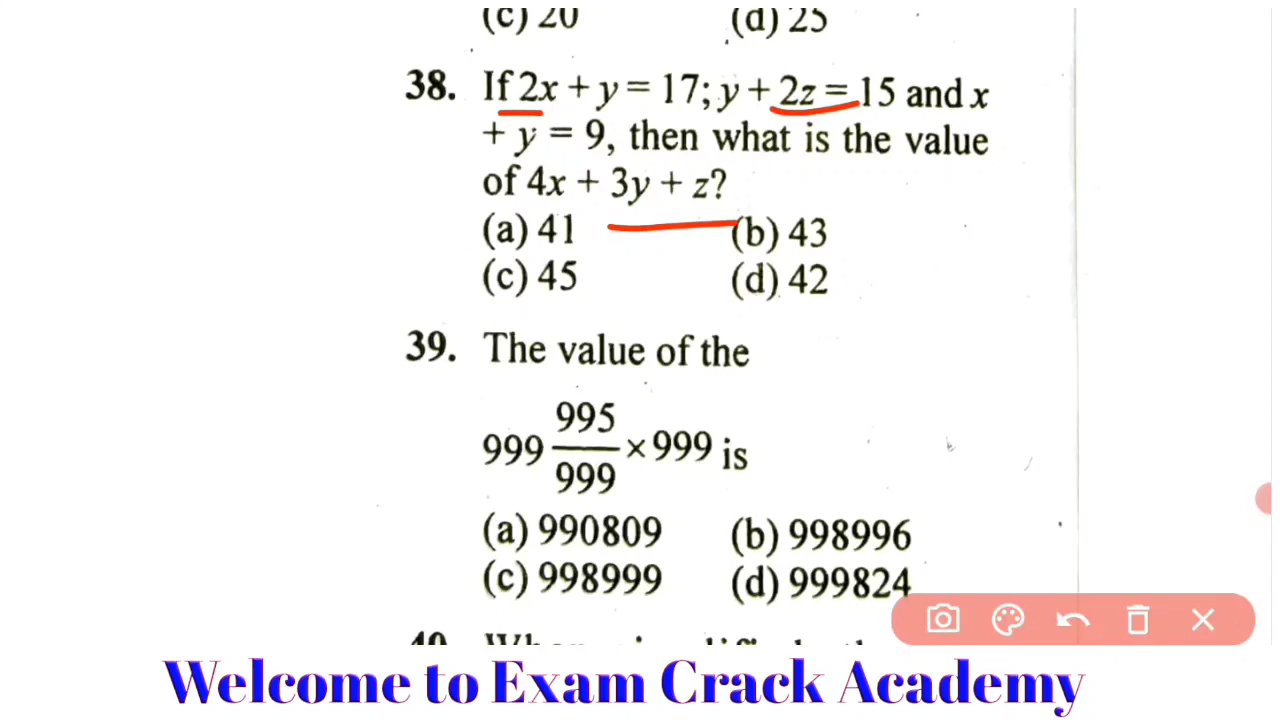 (c) 20 (d) 25
38. If 2x + y = 17; y + 2z = 15 and x
+ y = 9, then what is the value
of 4x + 3y + z?
(a) 41 (b) 43
(c) 45 (d) 42
39. The value of the
999 995/999 × 999 is
(a) 990809 (b) 998996
(c) 998999 (d) 999824
40.
Welcome to Exam Crack Academy